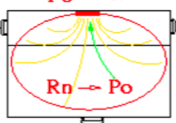 Rn → Po